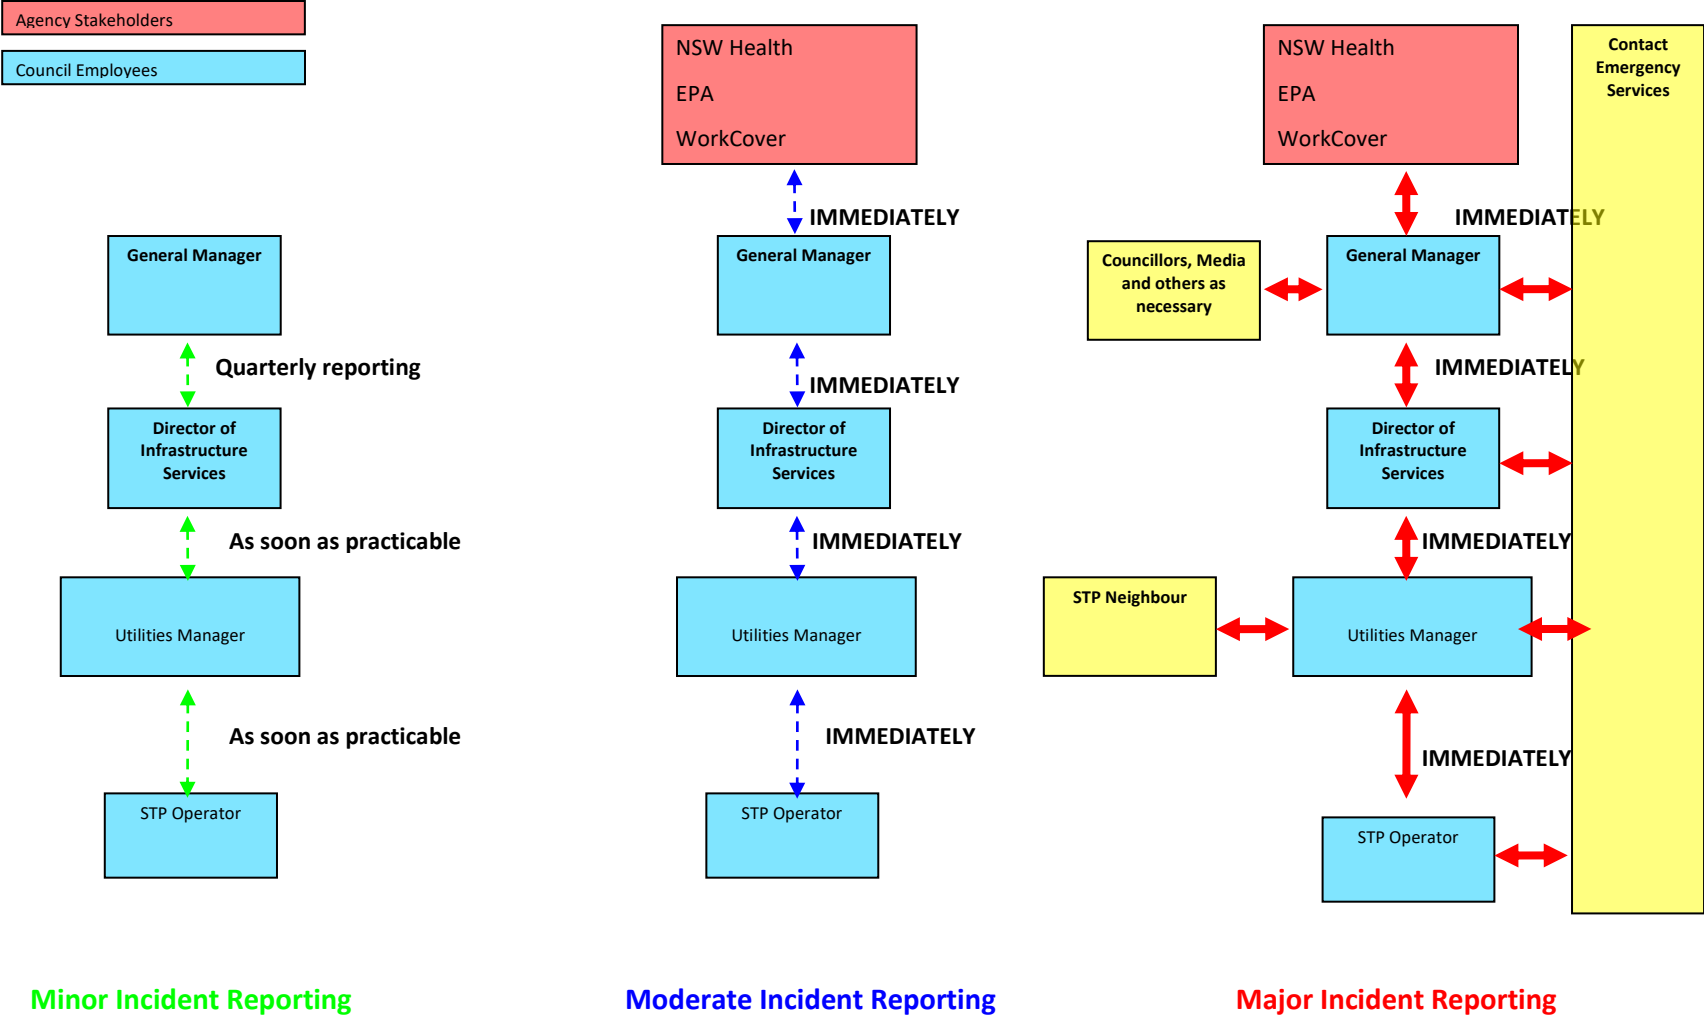 Agency Stakeholders
Council Employees
General Manager
Quarterly reporting
Director of
Infrastructure
Services
As soon as practicable
Utilities Manager
As soon as practicable
STP Operator
Minor Incident Reporting
NSW Health
EPA
WorkCover
IMMEDIATELY
General Manager
IMMEDIATELY
Director of
Infrastructure
Services
IMMEDIATELY
Utilities Manager
IMMEDIATELY
STP Operator
Moderate Incident Reporting
NSW Health
EPA
WorkCover
IMMEDIATELY
Councillors, Media
and others as
necessary
General Manager
IMMEDIATELY
Director of
Infrastructure
Services
IMMEDIATELY
STP Neighbour
Utilities Manager
IMMEDIATELY
STP Operator
Contact
Emergency
Services
Major Incident Reporting